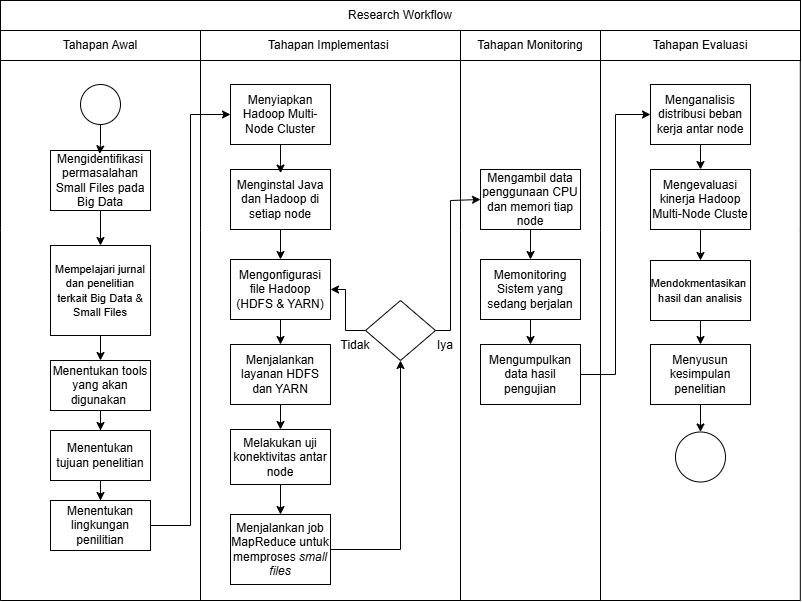 Research Workflow
Tahapan Awal
Tahapan Implementasi
Tahapan Monitoring
Tahapan Evaluasi
Mengidentifikasi
permasalahan
Small Files pada
Big Data
Mempelajari jurnal
dan penelitian
terkait Big Data &
Small Files
Menentukan tools
yang akan
digunakan
Menentukan
tujuan penelitian
Menentukan
lingkungan
penilitian
Menyiapkan
Hadoop Multi-
Node Cluster
Menginstal Java
dan Hadoop di
setiap node
Mengonfigurasi
file Hadoop
(HDFS & YARN)
Menjalankan
layanan HDFS
dan YARN
Melakukan uji
konektivitas antar
node
Menjalankan job
MapReduce untuk
memproses small
files
Tidak
Iya
Mengambil data
penggunaan CPU
dan memori tiap
node
Memonitoring
Sistem yang
sedang berjalan
Mengumpulkan
data hasil
pengujian
Menganalisis
distribusi beban
kerja antar node
Mengevaluasi
kinerja Hadoop
Multi-Node Cluste
Mendokmentasikan
hasil dan analisis
Menyusun
kesimpulan
penelitian